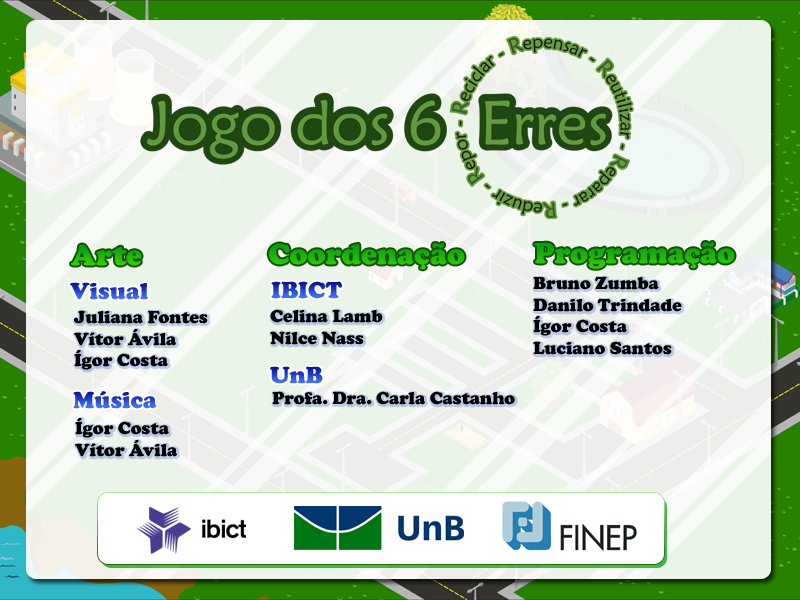 Jogo dos 6 Erres
Repor - Reciclar - Repensar - Reutilizar - Reparar - Reduzir -
Arte
Visual
Juliana Fontes
Vítor Ávila
Ígor Costa
Música
Ígor Costa
Vítor Ávila
Coordenação
IBICT
Celina Lamb
Nilce Nass
UnB
Profa. Dra. Carla Castanho
Programação
Bruno Zumba
Danilo Trindade
Ígor Costa
Luciano Santos
ibict
UnB
FINEP